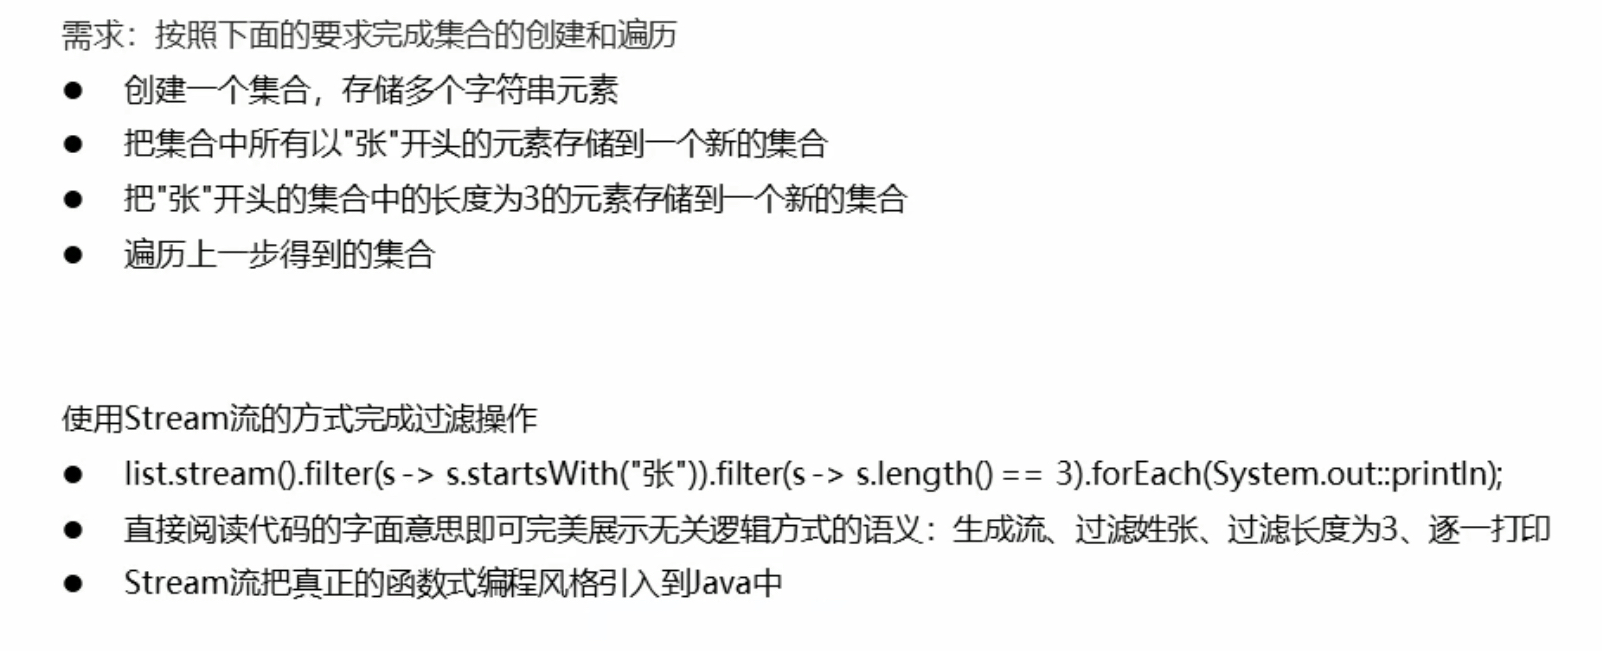 需求：按照下面的要求完成集合的创建和遍历
● 创建一个集合，存储多个字符串元素
● 把集合中所有以"张"开头的元素存储到一个新的集合
● 把"张"开头的集合中的长度为3的元素存储到一个新的集合
● 遍历上一步得到的集合
使用Stream流的方式完成过滤操作
● list.stream().filter(s -> s.startsWith("张")).filter(s -> s.length() == 3).forEach(System.out::println);
● 直接阅读代码的字面意思即可完美展示无关逻辑方式的语义：生成流、过滤姓张、过滤长度为3、逐一打印
● Stream流把真正的函数式编程风格引入到Java中